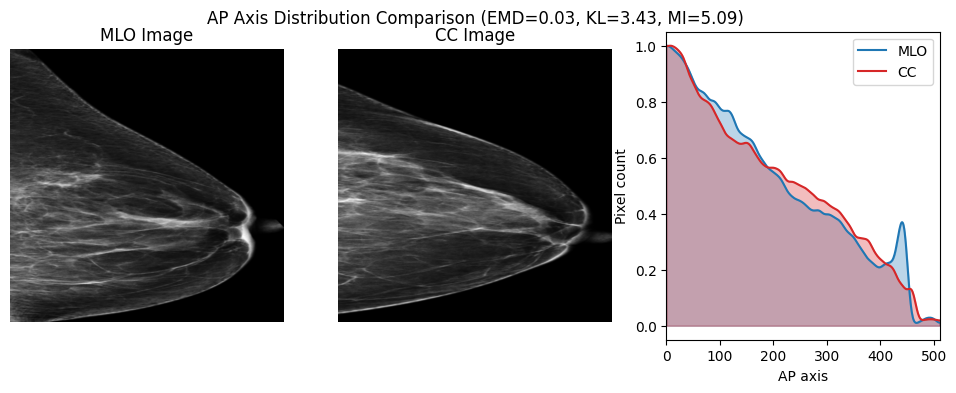 AP Axis Distribution Comparison (EMD=0.03, KL=3.43, MI=5.09)
MLO Image
CC Image
MLO
CC
Pixel count
1.0
0.8
0.6
0.4
0.2
0.0
0 100 200 300 400 500
AP axis